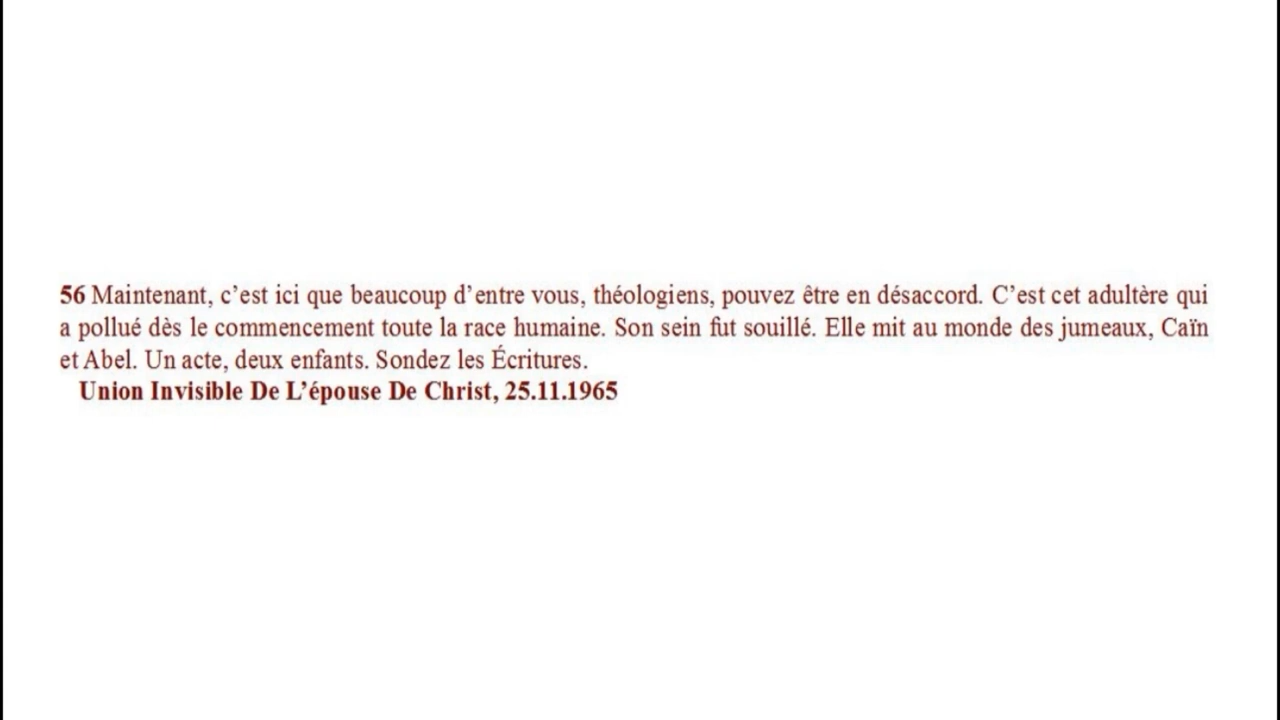 56 Maintenant, c’est ici que beaucoup d’entre vous, théologiens, pouvez être en désaccord. C’est cet adultère qui
a pollué dès le commencement toute la race humaine. Son sein fut souillé. Elle mit au monde des jumeaux, Caïn
et Abel. Un acte, deux enfants. Sondez les Écritures.
Union Invisible De L’épouse De Christ, 25.11.1965